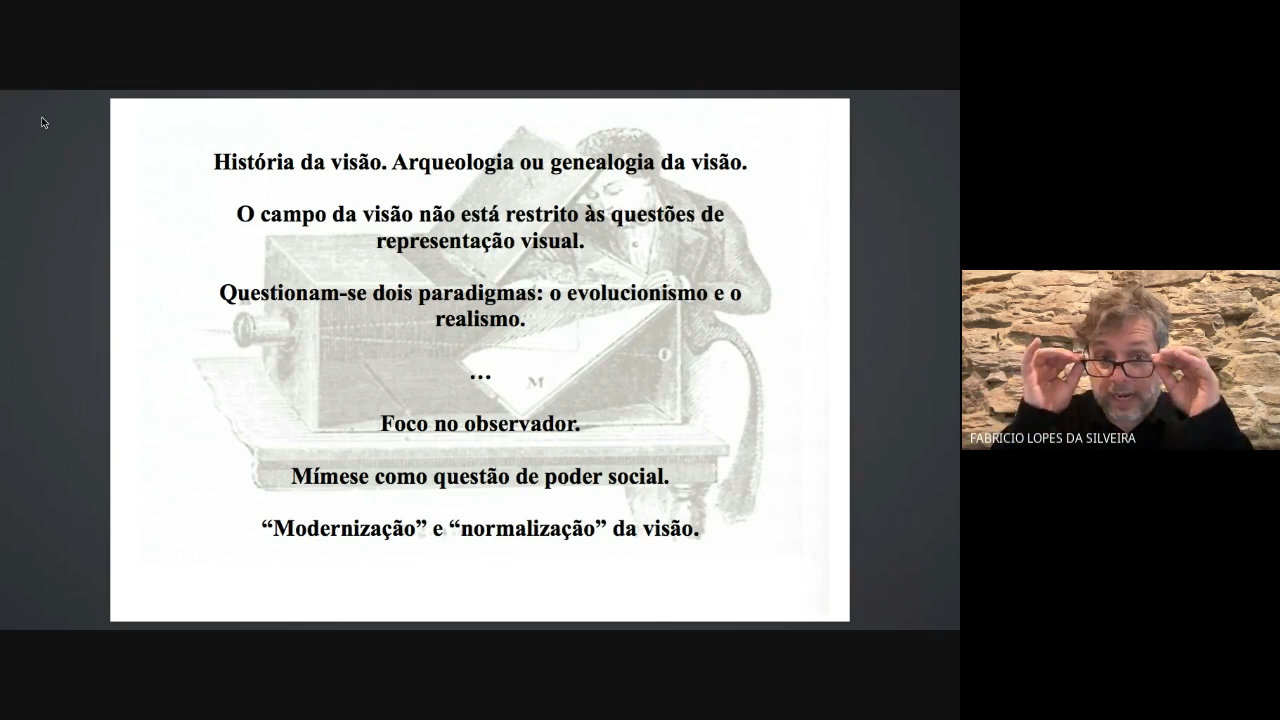 História da visão. Arqueologia ou genealogia da visão.
O campo da visão não está restrito às questões de
representação visual.
Questionam-se dois paradigmas: o evolucionismo e o
realismo.
…
M
O
Foco no observador.
Mímese como questão de poder social.
“Modernização” e “normalização” da visão.
FABRICIO LOPES DA SILVEIRA